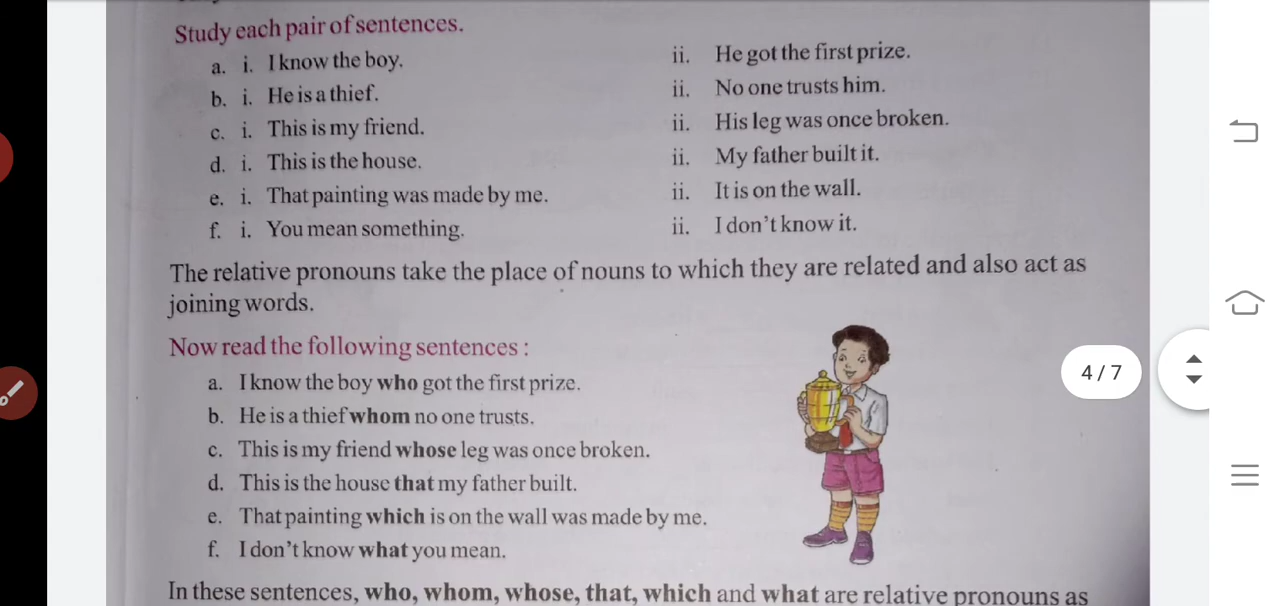 Study each pair of sentences.
a. i. I know the boy. ii. He got the first prize.
b. i. He is a thief. ii. No one trusts him.
c. i. This is my friend. ii. His leg was once broken.
d. i. This is the house. ii. My father built it.
e. i. That painting was made by me. ii. It is on the wall.
f. i. You mean something. ii. I don't know it.
The relative pronouns take the place of nouns to which they are related and also act as
joining words.
Now read the following sentences :
a. I know the boy who got the first prize.
b. He is a thief whom no one trusts.
c. This is my friend whose leg was once broken.
d. This is the house that my father built.
e. That painting which is on the wall was made by me.
f. I don't know what you mean.
In these sentences, who, whom, whose, that, which and what are relative pronouns as
4 / 7